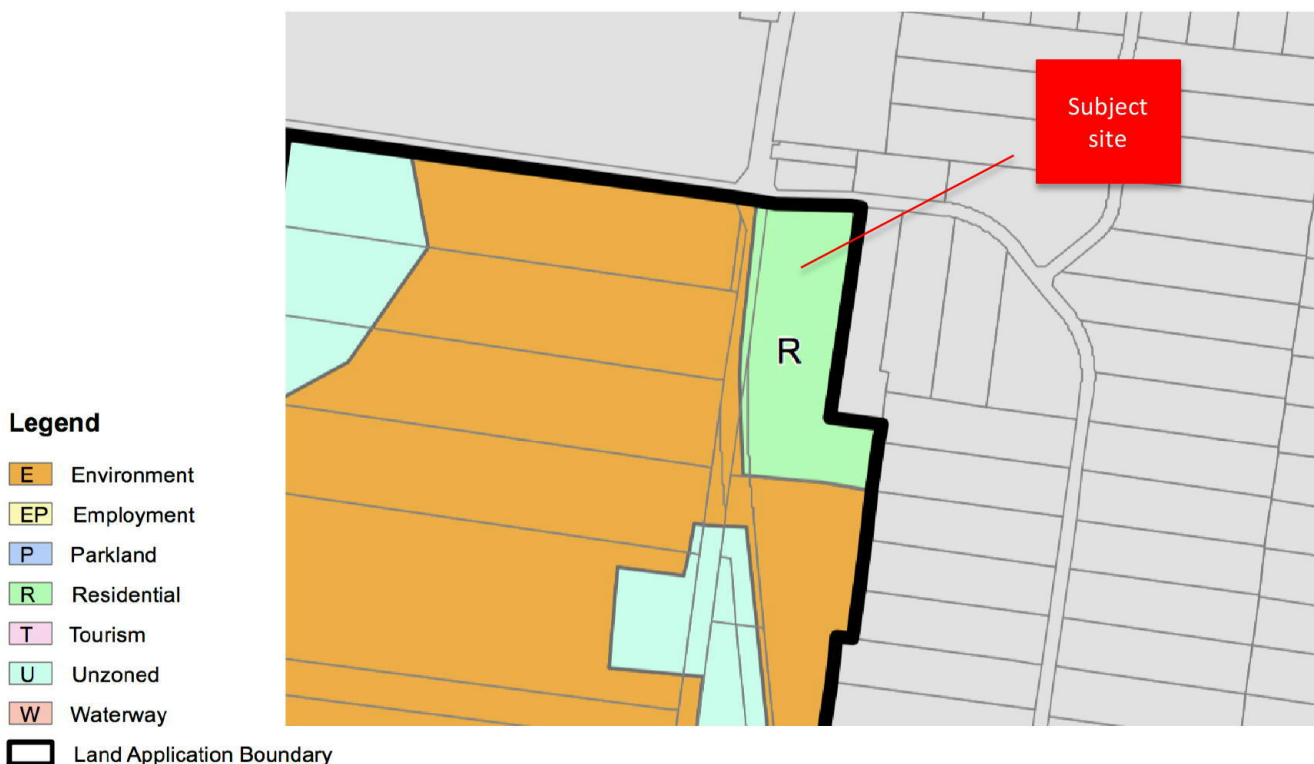 Subject
site
R
Legend
E Environment
EP Employment
P Parkland
R Residential
T Tourism
U Unzoned
W Waterway
Land Application Boundary